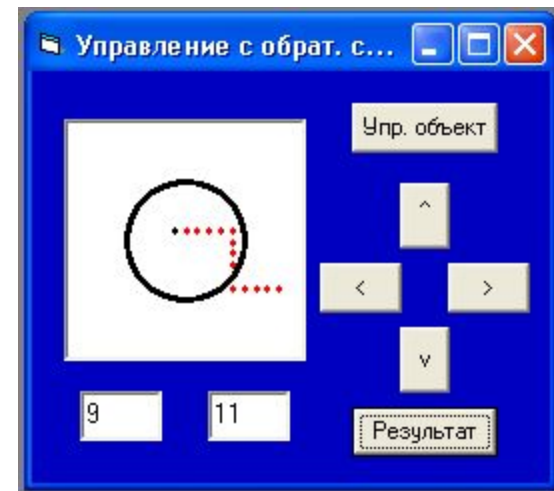 Управление с обрат. с...
Упр. объект
^
< >
v
9 11
Результат